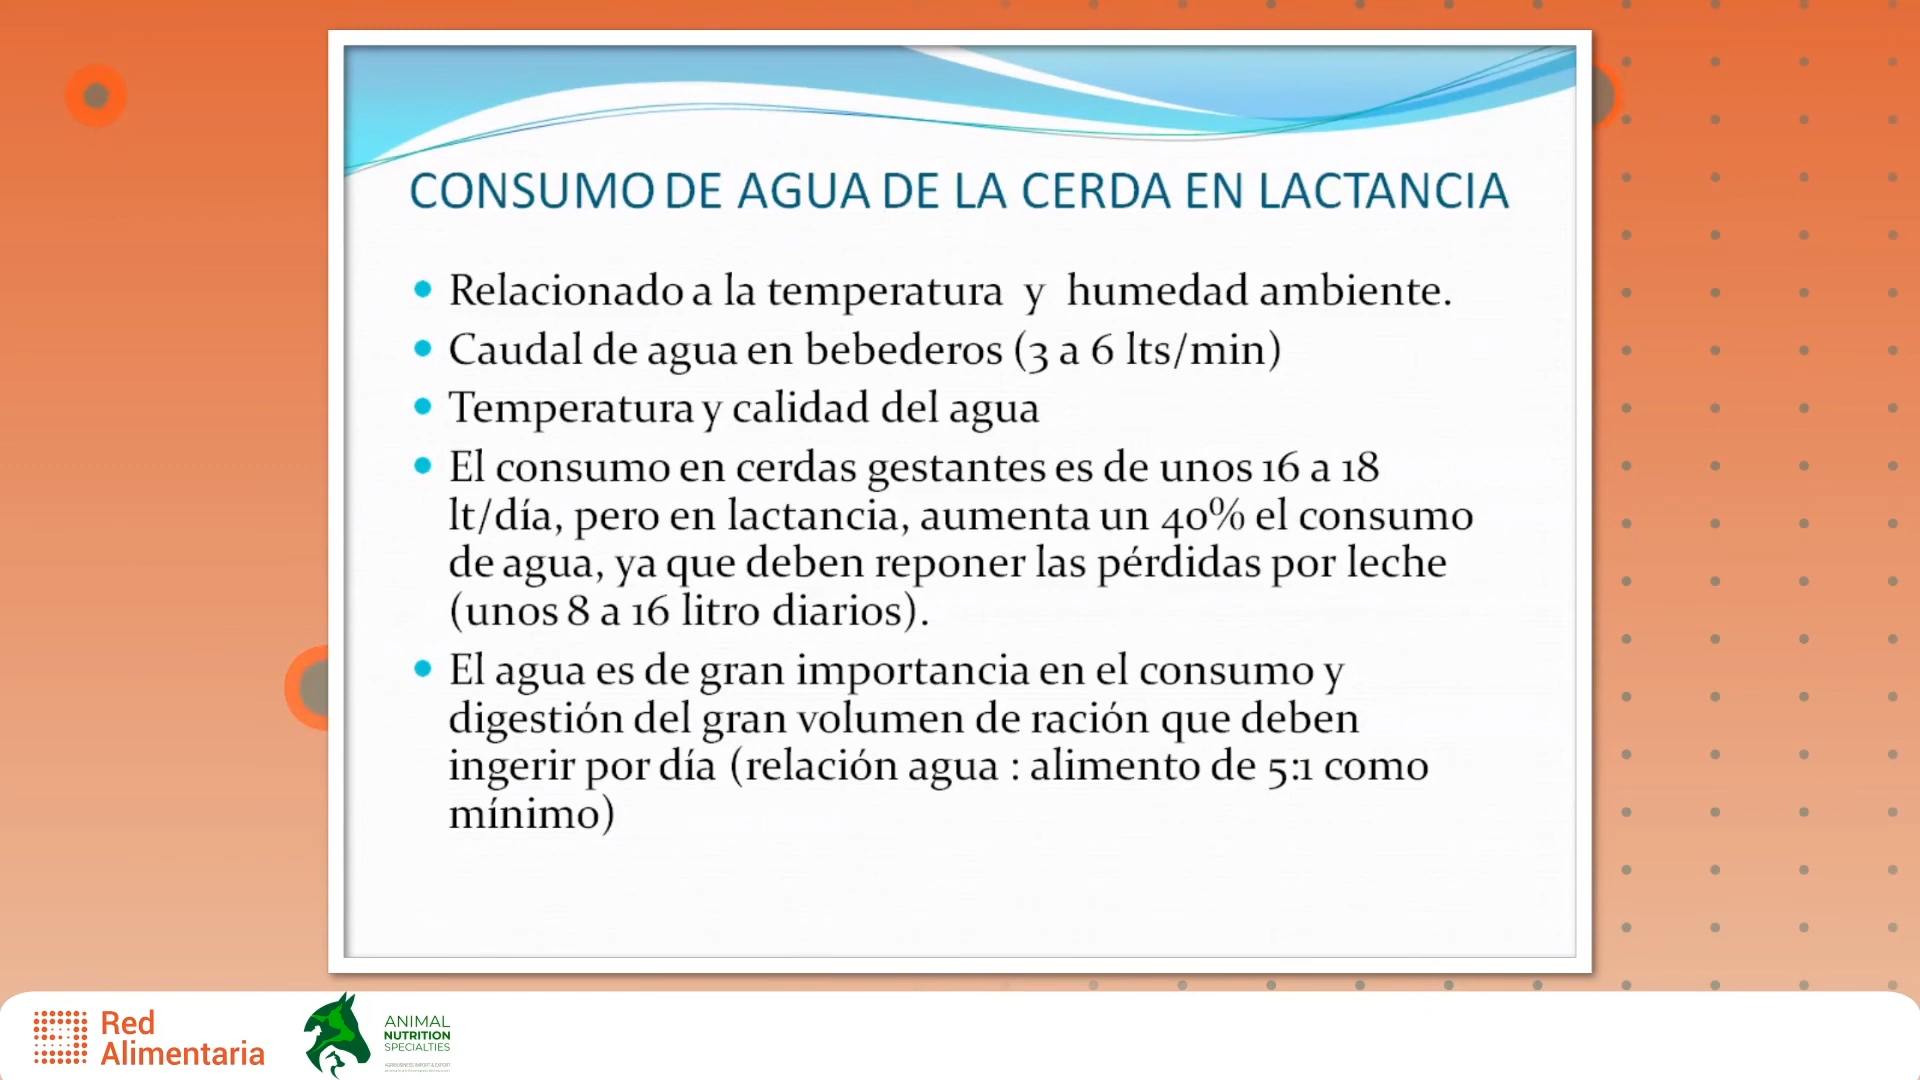 CONSUMO DE AGUA DE LA CERDA EN LACTANCIA
Relacionado a la temperatura y humedad ambiente.
Caudal de agua en bebederos (3 a 6 lts/min)
Temperatura y calidad del agua
El consumo en cerdas gestantes es de unos 16 a 18
lt/día, pero en lactancia, aumenta un 40% el consumo
de agua, ya que deben reponer las pérdidas por leche
(unos 8 a 16 litro diarios).
El agua es de gran importancia en el consumo y
digestión del gran volumen de ración que deben
ingerir por día (relación agua : alimento de 5:1 como
mínimo)
Red
Alimentaria
ANIMAL
NUTRITION
SPECIALTIES